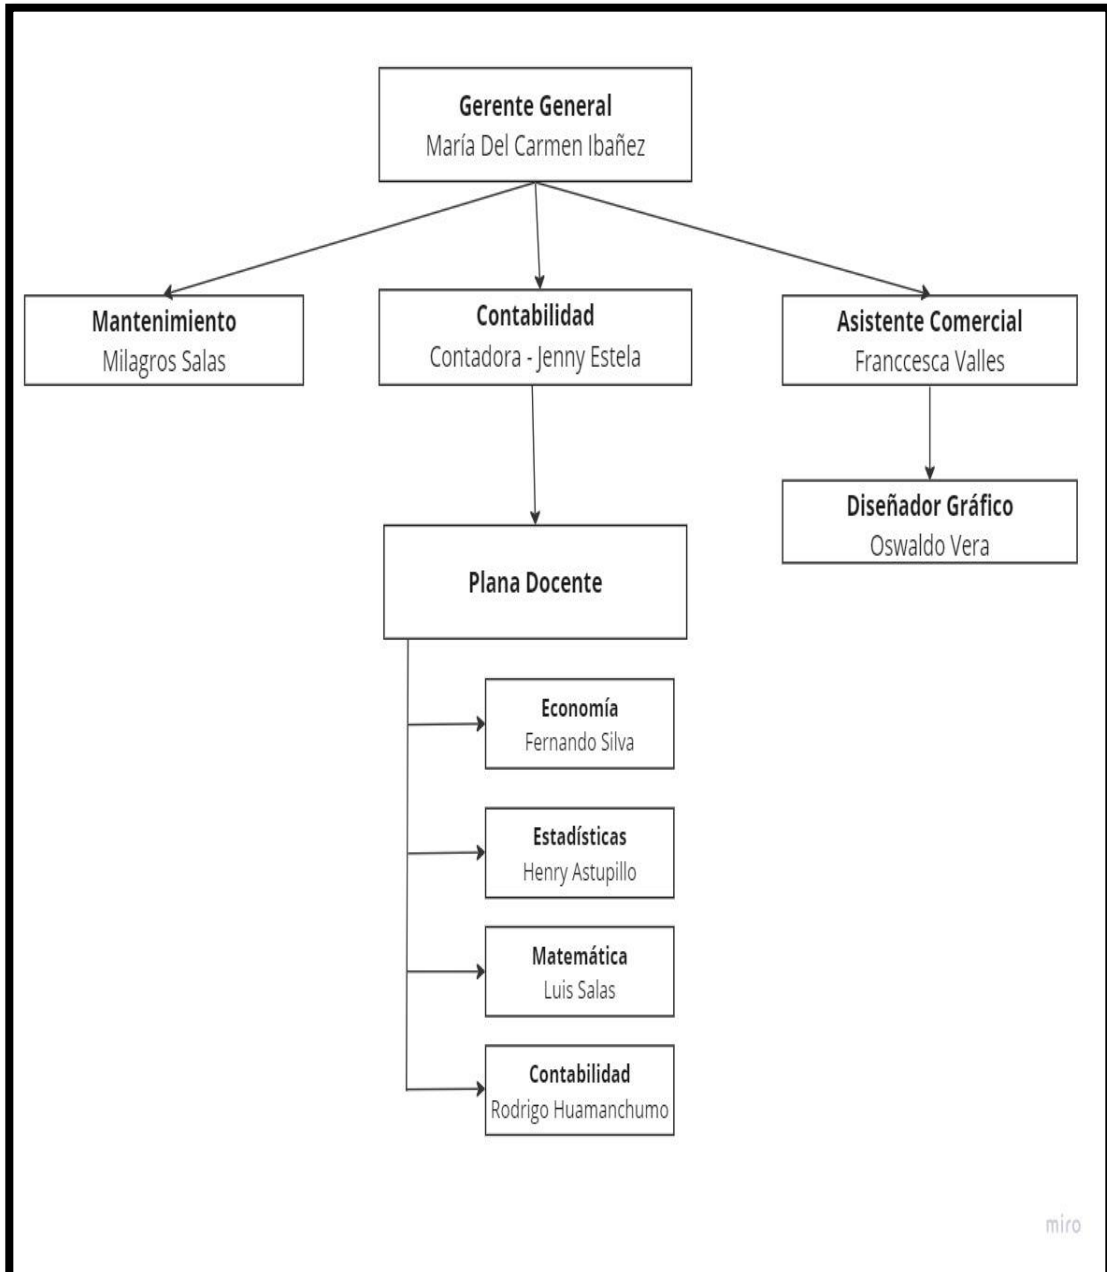 Gerente General
María Del Carmen Ibañez
Mantenimiento
Milagros Salas
Contabilidad
Contadora - Jenny Estela
Asistente Comercial
Franccesca Valles
Diseñador Gráfico
Oswaldo Vera
Plana Docente
Economía
Fernando Silva
Estadísticas
Henry Astupillo
Matemática
Luis Salas
Contabilidad
Rodrigo Huamanchumo
miro